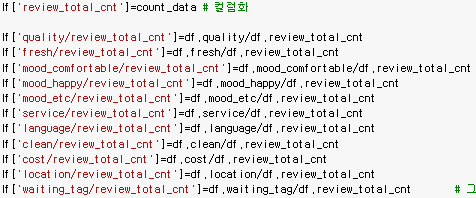 lf['review_total_cnt']=count_data # 컬럼화
lf['quality/review_total_cnt']=df.quality/df.review_total_cnt
lf['fresh/review_total_cnt']=df.fresh/df.review_total_cnt
lf['mood_comfortable/review_total_cnt']=df.mood_comfortable/df.review_total_cnt
lf['mood_happy/review_total_cnt']=df.mood_happy/df.review_total_cnt
lf['mood_etc/review_total_cnt']=df.mood_etc/df.review_total_cnt
lf['service/review_total_cnt']=df.service/df.review_total_cnt
lf['language/review_total_cnt']=df.language/df.review_total_cnt
lf['clean/review_total_cnt']=df.clean/df.review_total_cnt
lf['cost/review_total_cnt']=df.cost/df.review_total_cnt
lf['location/review_total_cnt']=df.location/df.review_total_cnt
lf['waiting_tag/review_total_cnt']=df.waiting_tag/df.review_total_cnt # 그